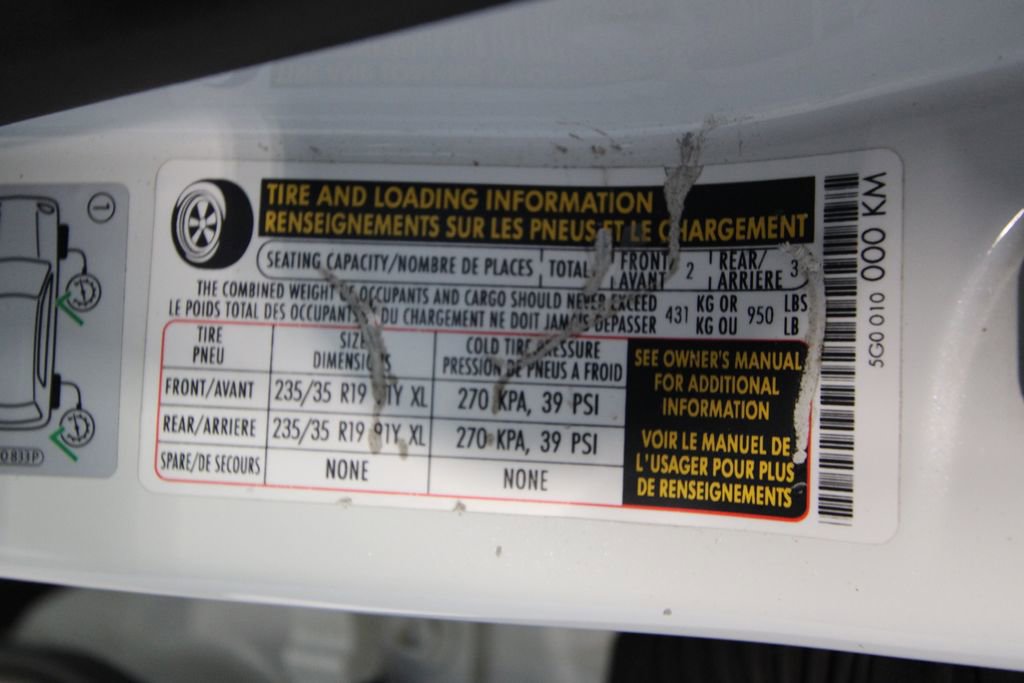 TIRE AND LOADING INFORMATION
RENSEIGNEMENTS SUR LES PNEUS ET LE CHARGEMENT
SEATING CAPACITY/NOMBRE DE PLACES TOTAL FRONT AVANT 2 REAR/ ARRIERE 3
THE COMBINED WEIGHT OF OCCUPANTS AND CARGO SHOULD NEVER EXCEED 431 KG OR 950 LBS
LE POIDS TOTAL DES OCCUPANTS DU CHARGEMENT NE DOIT JAMAIS DEPASSER KG OU LB
TIRE PNEU
SIZE DIMENSIONS
COLD TIRE PRESSURE
PRESSION DE PNEUS A FROID
FRONT/AVANT 235/35 R19 91Y XL 270 KPA, 39 PSI
REAR/ARRIERE 235/35 R19 91Y XL 270 KPA, 39 PSI
SPARE/DE SECOURS NONE NONE
SEE OWNER'S MANUAL
FOR ADDITIONAL
INFORMATION
VOIR LE MANUEL DE
L'USAGER POUR PLUS
DE RENSEIGNEMENTS
5G0 010 000 KM
1